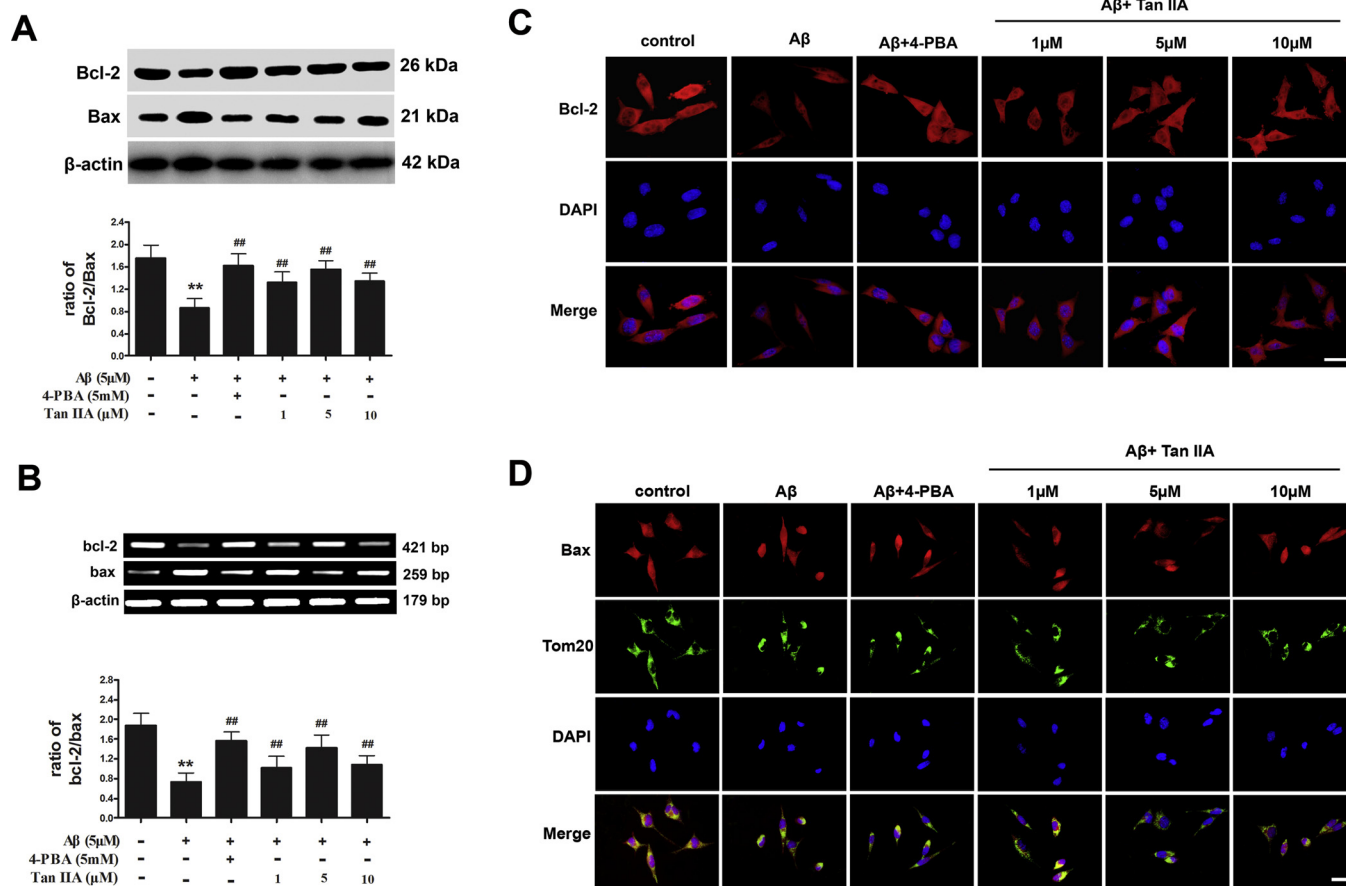 A
Bcl-2 26 kDa
Bax 21 kDa
β-actin 42 kDa
ratio of
Bcl-2/Bax
2.4
2.0
1.6
1.2
0.8
0.4
0.0
** ## ## ## ##
Aβ (5μM) - + + + + +
4-PBA (5mM) - - +
Tan IIA (μM) - - - 1 5 10
B
bcl-2 421 bp
bax 259 bp
β-actin 179 bp
ratio of
bcl-2/bax
2.8
2.4
2.0
1.6
1.2
0.8
0.4
0.0
** ## ## ## ##
Aβ (5μM) - + + + + +
4-PBA (5mM) - - +
Tan IIA (μM) - - - 1 5 10
C
Aβ+ Tan IIA
control Aβ Aβ+4-PBA 1μM 5μM 10μM
Bcl-2
DAPI
Merge
D
Aβ+ Tan IIA
control Aβ Aβ+4-PBA 1μM 5μM 10μM
Bax
Tom20
DAPI
Merge